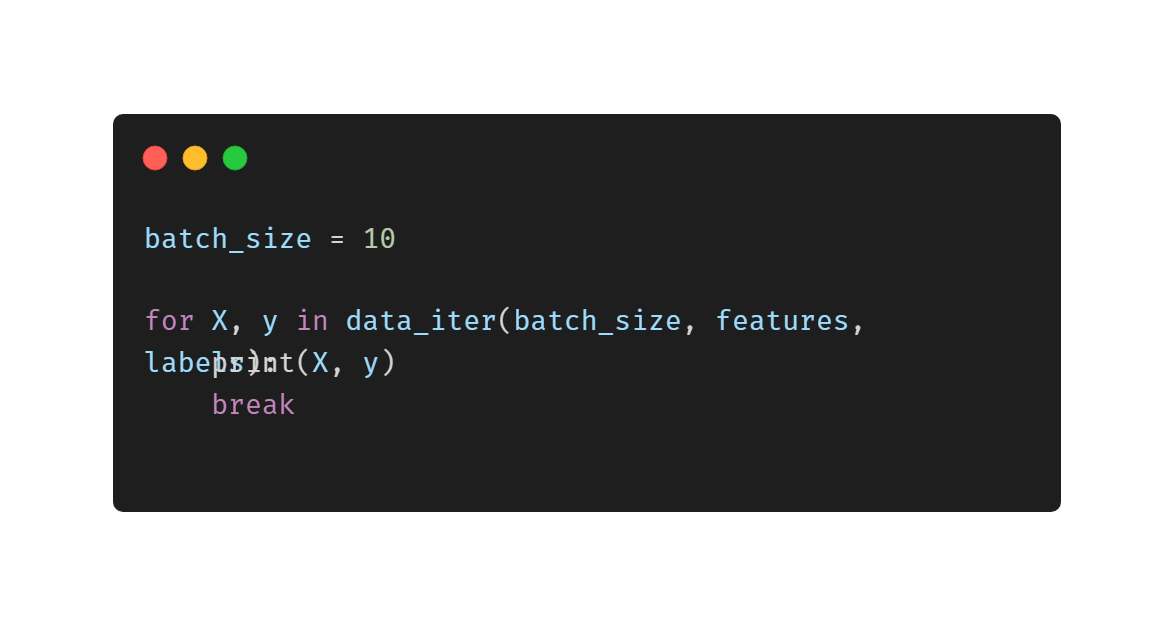 batch_size = 10
for X, y in data_iter(batch_size, features,
labels):
    print(X, y)
    break